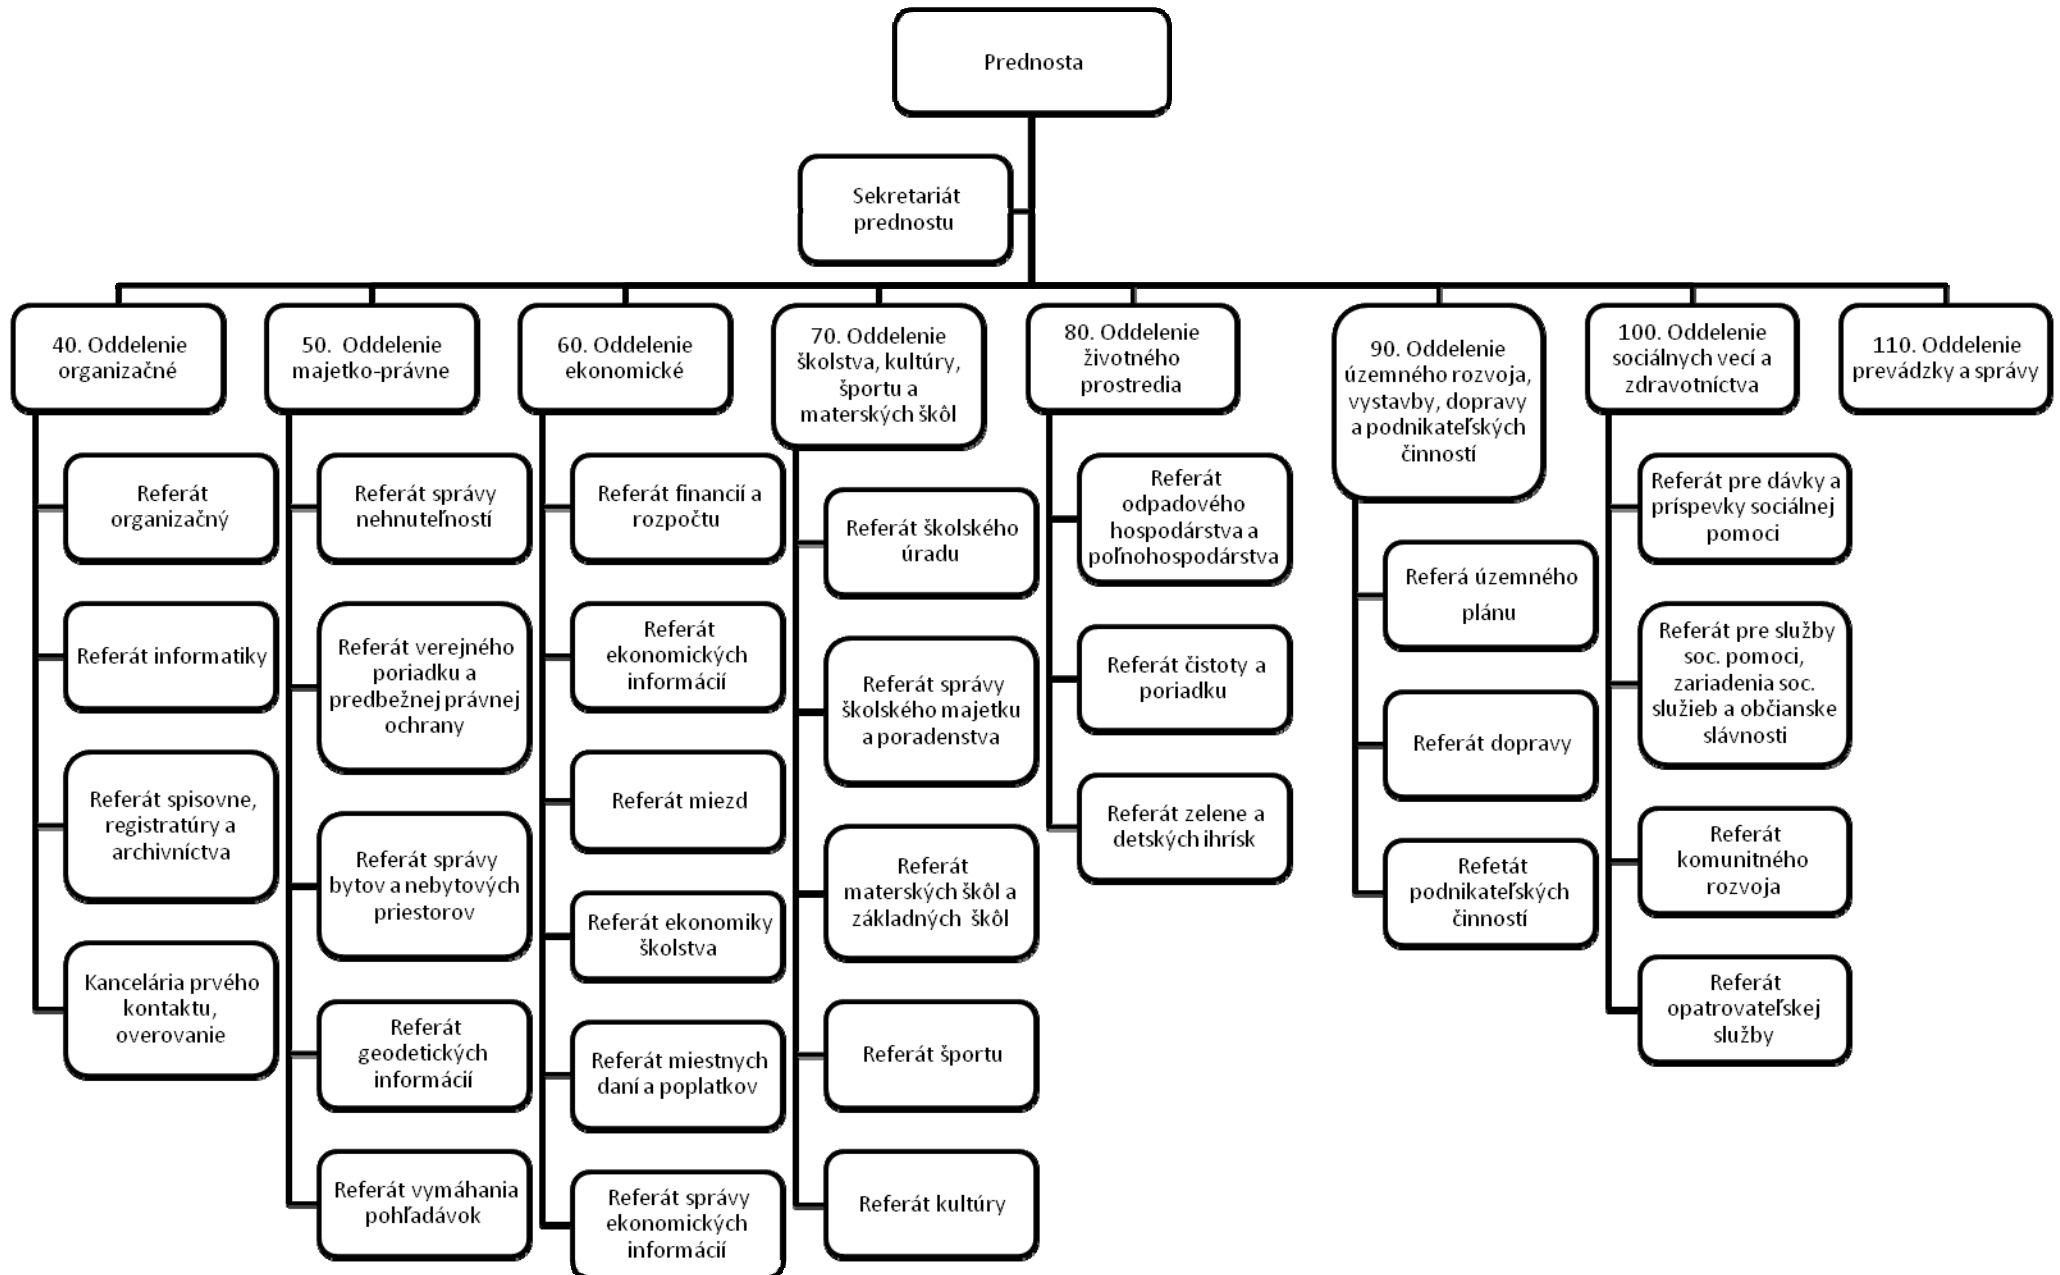 Prednosta
Sekretariát
prednostu
40. Oddelenie
organizačné
Referát
organizačný
Referát informatiky
Referát spisovne,
registratúry a
archivníctva
Kancelária prvého
kontaktu,
overovanie
50. Oddelenie
majetko-právne
Referát správy
nehnuteľností
Referát verejného
poriadku a
predbežnej právnej
ochrany
Referát správy
bytov a nebytových
priestorov
Referát
geodetických
informácií
Referát vymáhania
pohľadávok
60. Oddelenie
ekonomické
Referát financií a
rozpočtu
Referát
ekonomických
informácií
Referát miezd
Referát ekonomiky
školstva
Referát miestnych
daní a poplatkov
Referát správy
ekonomických
informácií
70. Oddelenie
školstva, kultúry,
športu a
materských škôl
Referát školského
úradu
Referát správy
školského majetku
a poradenstva
Referát
materských škôl a
základných škôl
Referát športu
Referát kultúry
80. Oddelenie
životného
prostredia
Referát
odpadového
hospodárstva a
poľnohospodárstva
Referát čistoty a
poriadku
Referát zelene a
detských ihrísk
90. Oddelenie
územného rozvoja,
vystavby, dopravy
a podnikateľských
činností
Referá územného
plánu
Referát dopravy
Refetát
podnikateľských
činností
100. Oddelenie
sociálnych vecí a
zdravotníctva
Referát pre dávky a
príspevky sociálnej
pomoci
Referát pre služby
soc. pomoci,
zariadenia soc.
služieb a občianske
slávnosti
Referát
komunitného
rozvoja
Referát
opatrovateľskej
služby
110. Oddelenie
prevádzky a správy